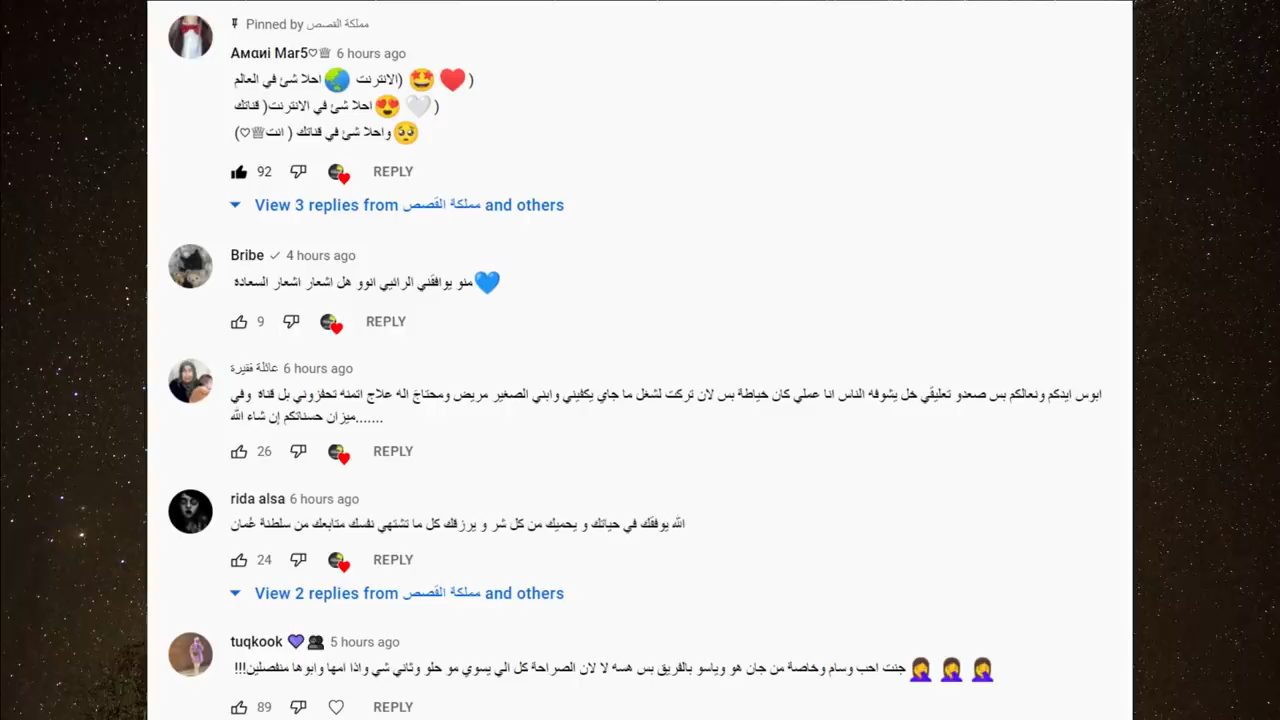 Pinned by مملكة القصص
Aмαηi Mar5♡♕ 6 hours ago
احلا شئ في العالم 🌏 (الانترنت 🤩 ❤️ )
احلا شئ في الانترنت( قناتك 😍 🤍 )
واحلا شئ في قناتك ( انت♕♡) 🥺
92 REPLY
View 3 replies from مملكة القصص and others
Bribe 4 hours ago
منو يوافقني الرائيي انوو هل اشعار اشعار السعادة 💙
9 REPLY
عائلة فقيرة 6 hours ago
ابوس ايدكم ونعالكم بس صعدو تعليقي خل يشوفه الناس انا عملي كان خياطة بس لان تركت لشغل ما جاي يكفيني وابني الصغير مريض ومحتاج اله علاج اتمنه تحفزوني بل قناة وفي
ميزان حسناتكم إن شاء الله.......
26 REPLY
rida alsa 6 hours ago
الله يوفقك في حياتك و يحميك من كل شر و يرزقك كل ما تشتهي نفسك متابعك من سلطنة عُمان
24 REPLY
View 2 replies from مملكة القصص and others
tuqkook 💜 👥 5 hours ago
جنت احب وسام وخاصة من جان هو وياسو بالفريق بس هسه لا لان الصراحة كل الي يسوي مو حلو وثاني شي واذا امها وابوها منفصلين!!! 🤦‍♀️ 🤦‍♀️ 🤦‍♀️
89 REPLY